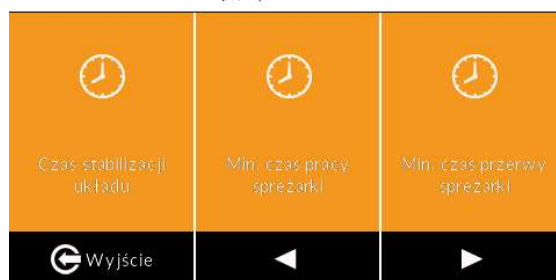 Czas stabilizacji
układu
Min. czas pracy
sprężarki
Min. czas przerwy
sprężarki
Wyjście